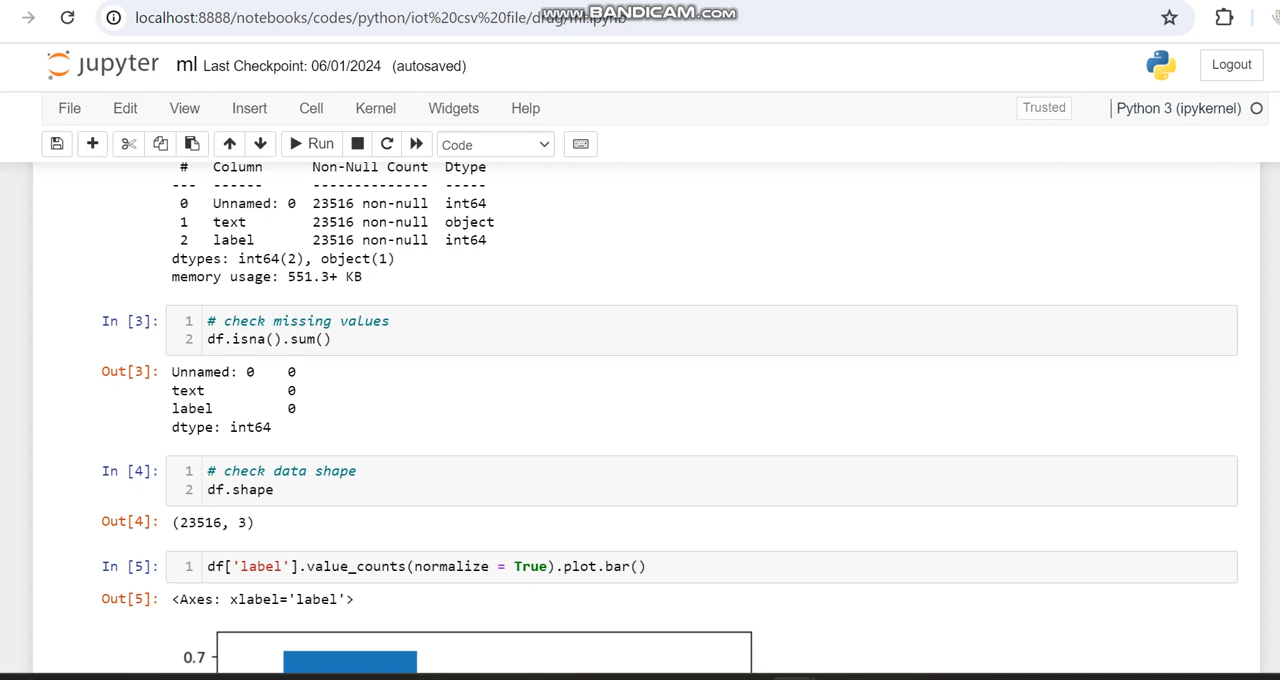 localhost:8888/notebooks/codes/python/iot%20csv%20file/drag/ml.ipynb
www.BANDICAM.com
jupyter ml Last Checkpoint: 06/01/2024 (autosaved) Logout
File Edit View Insert Cell Kernel Widgets Help Trusted Python 3 (ipykernel)
Run Code
# Column Non-Null Count Dtype
--- ------ -------------- -----
0 Unnamed: 0 23516 non-null int64
1 text 23516 non-null object
2 label 23516 non-null int64
dtypes: int64(2), object(1)
memory usage: 551.3+ KB
In [3]: 1 # check missing values
2 df.isna().sum()
Out[3]: Unnamed: 0 0
text 0
label 0
dtype: int64
In [4]: 1 # check data shape
2 df.shape
Out[4]: (23516, 3)
In [5]: 1 df['label'].value_counts(normalize = True).plot.bar()
Out[5]: <Axes: xlabel='label'>
0.7